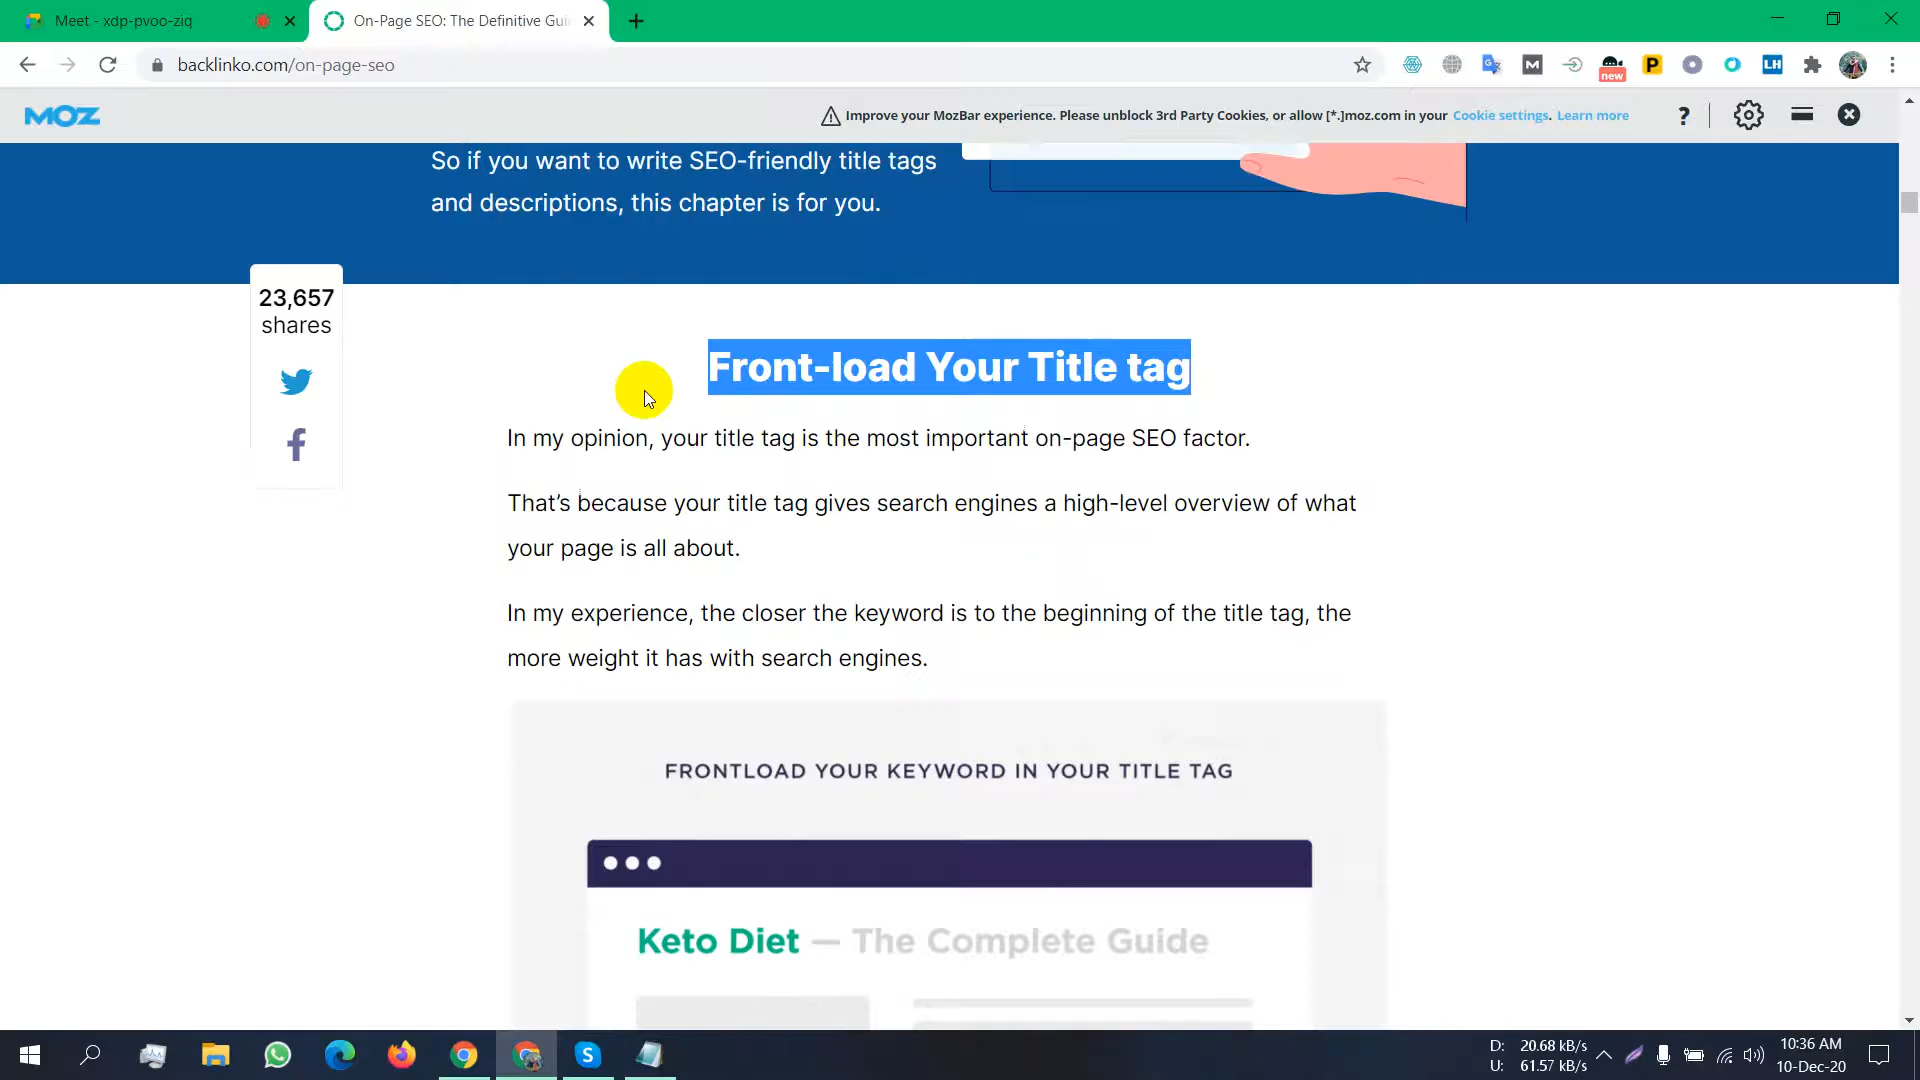 Meet - xdp-pvoo-ziq
On-Page SEO: The Definitive Gui
backlinko.com/on-page-seo
new
MOZ
Improve your MozBar experience. Please unblock 3rd Party Cookies, or allow [*.]moz.com in your Cookie settings. Learn more
So if you want to write SEO-friendly title tags
and descriptions, this chapter is for you.
23,657
shares
Front-load Your Title tag
In my opinion, your title tag is the most important on-page SEO factor.
That's because your title tag gives search engines a high-level overview of what
your page is all about.
In my experience, the closer the keyword is to the beginning of the title tag, the
more weight it has with search engines.
FRONTLOAD YOUR KEYWORD IN YOUR TITLE TAG
Keto Diet — The Complete Guide
D: 20.68 kB/s
U: 61.57 kB/s
10:36 AM
10-Dec-20